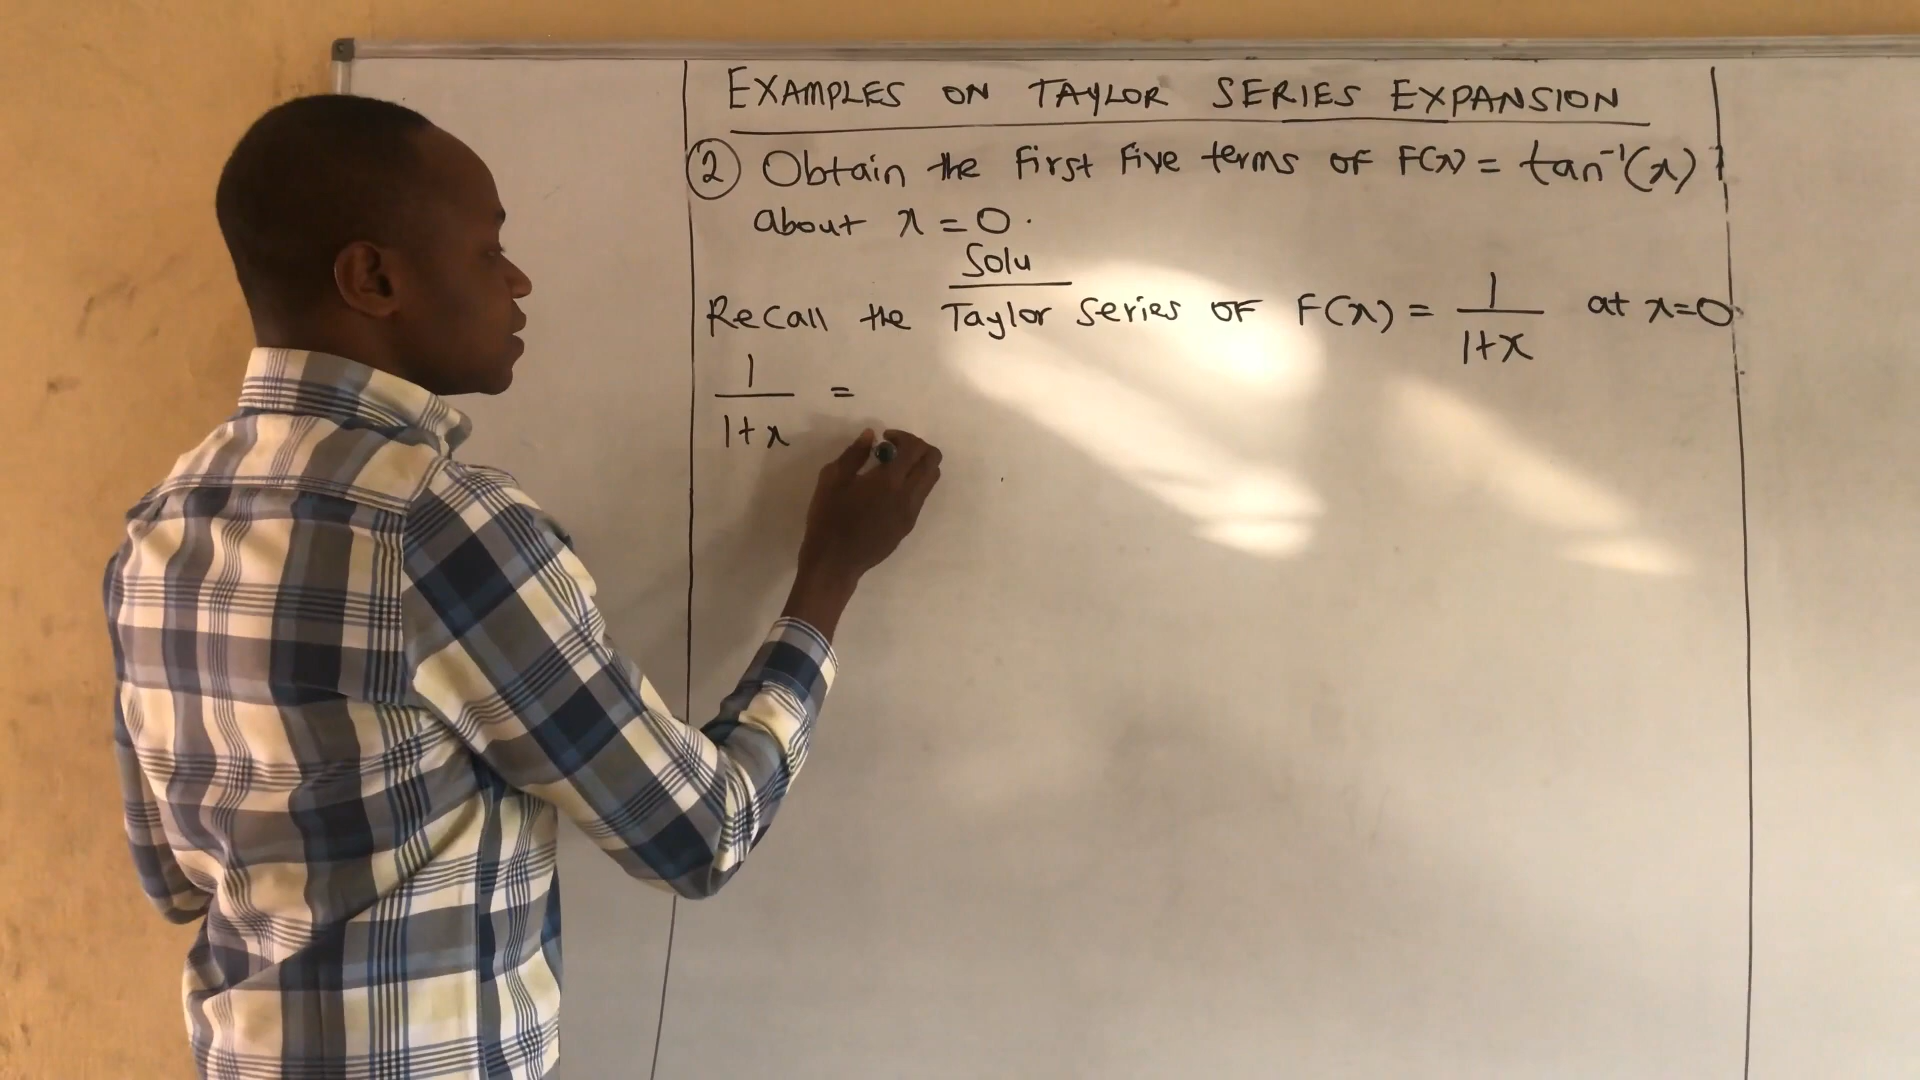 EXAMPLES ON TAYLOR SERIES EXPANSION
② Obtain the First Five terms of F(x) = tan⁻¹(x)
about x = 0.
Solu
Recall the Taylor Series of F(x) = 1/(1+x) at x=0.
1/(1+x) =